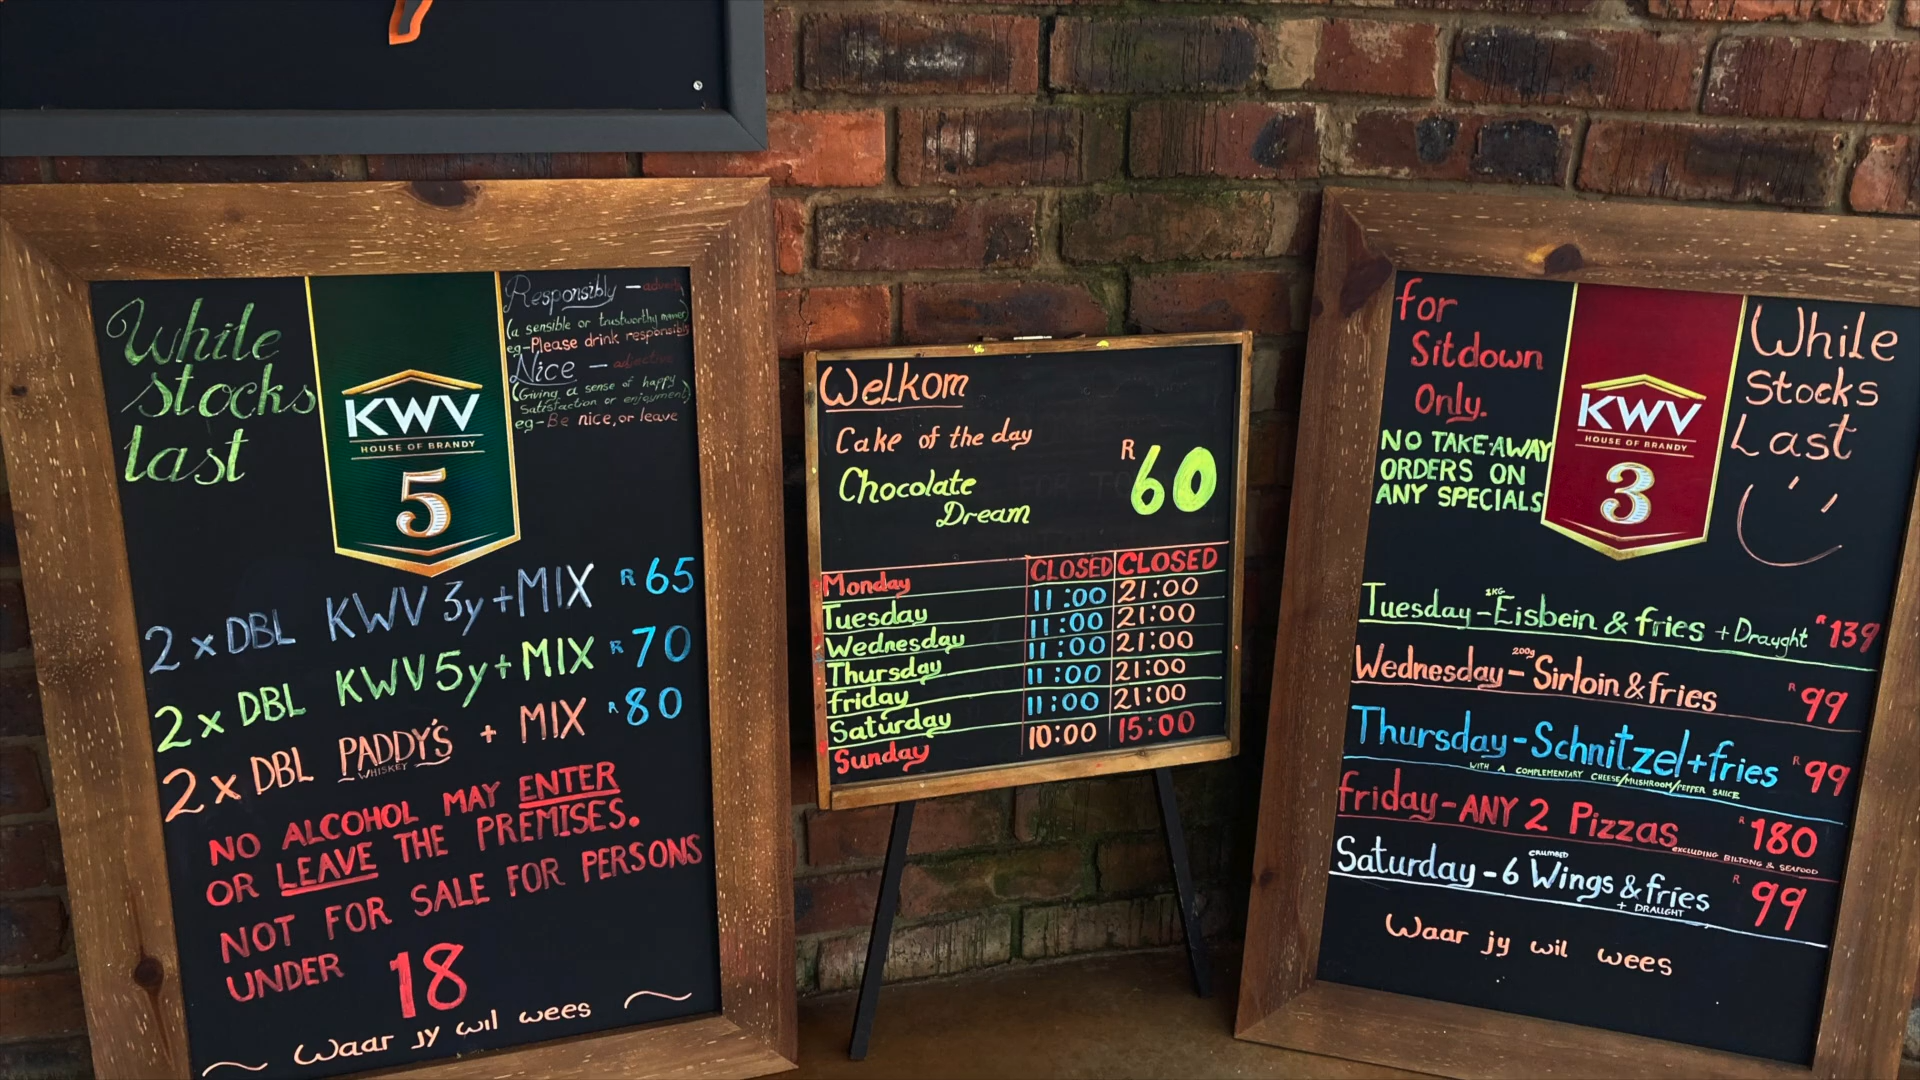 While
stocks
last
KWV
HOUSE OF BRANDY
5
Responsibly - adverb
(a sensible or trustworthy manner)
eg-Please drink responsibly
Nice - adjective
(Giving a sense of happy
Satisfaction or enjoyment)
eg-Be nice, or leave
2 x DBL KWV 3y + MIX R 65
2 x DBL KWV 5y + MIX R 70
2 x DBL PADDY'S + MIX R 80
WHISKEY
NO ALCOHOL MAY ENTER
OR LEAVE THE PREMISES.
NOT FOR SALE FOR PERSONS
UNDER 18
~ Waar jy wil wees ~
Welkom
Cake of the day
Chocolate
Dream
R 60
Monday CLOSED CLOSED
Tuesday 11:00 21:00
Wednesday 11:00 21:00
Thursday 11:00 21:00
friday 11:00 21:00
Saturday 11:00 21:00
Sunday 10:00 15:00
for
Sitdown
Only.
NO TAKE-AWAY
ORDERS ON
ANY SPECIALS
KWV
HOUSE OF BRANDY
3
While
Stocks
Last
Tuesday - 1KG Eisbein & fries + Draught R 139
Wednesday - 200g Sirloin & fries R 99
Thursday - Schnitzel + fries R 99
WITH A COMPLEMENTARY CHEESE/MUSHROOM/PEPPER SAUCE
friday - ANY 2 Pizzas R 180
EXCLUDING BILTONG & SEAFOOD
Saturday - 6 CRUMBED Wings & fries R 99
+ DRAUGHT
Waar jy wil wees